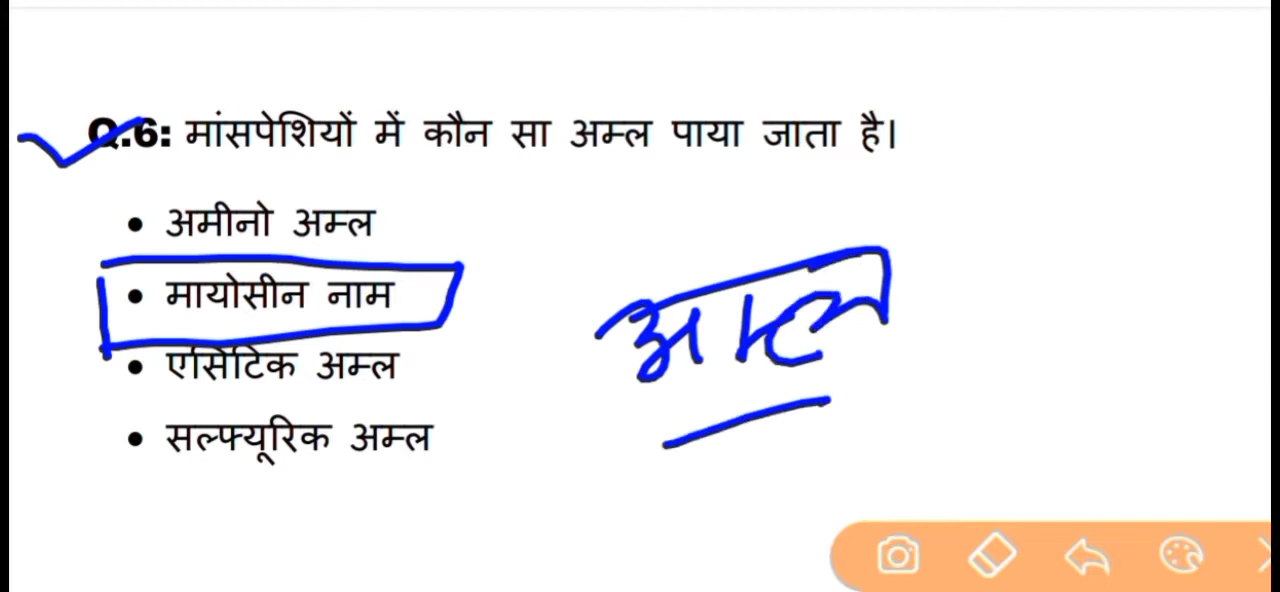 Q.6: मांसपेशियों में कौन सा अम्ल पाया जाता है।
• अमीनो अम्ल
• मायोसीन नाम
• एसिटिक अम्ल
• सल्फ्यूरिक अम्ल
अम्ल